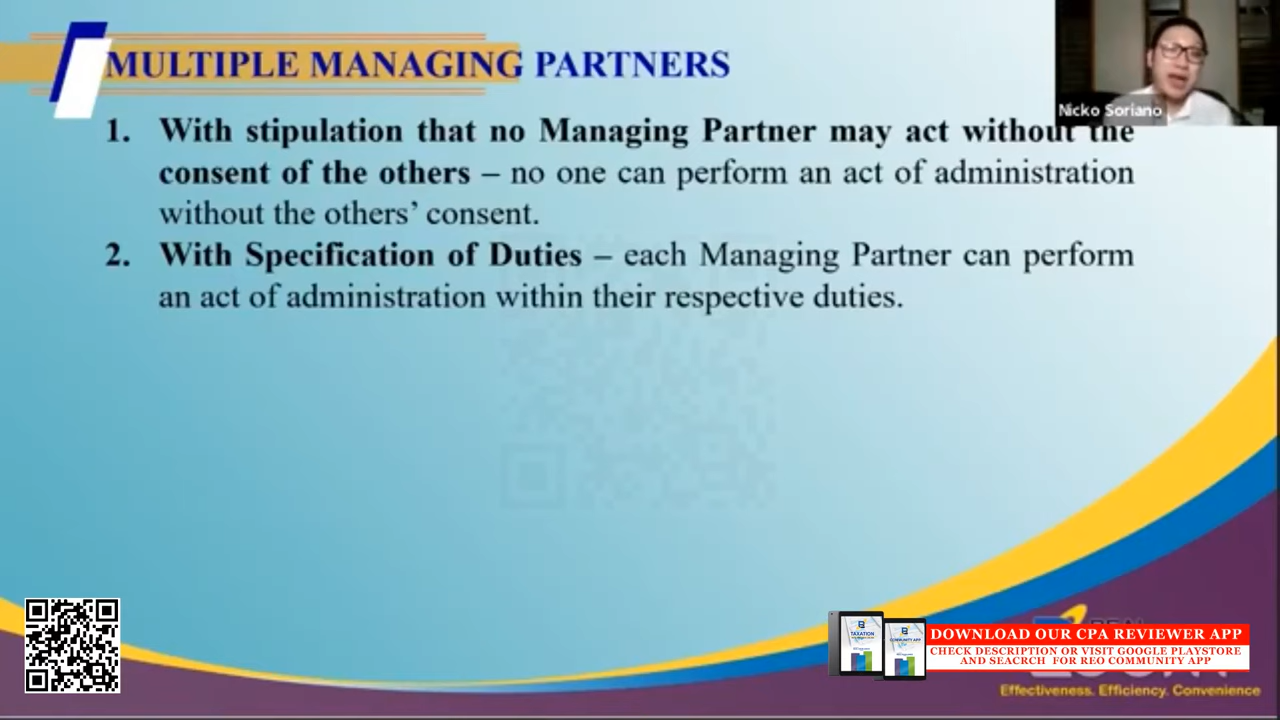 MULTIPLE MANAGING PARTNERS
Nicko Soriano
1. With stipulation that no Managing Partner may act without the
consent of the others – no one can perform an act of administration
without the others' consent.
2. With Specification of Duties – each Managing Partner can perform
an act of administration within their respective duties.
TAXATION
COMMUNITY APP
DOWNLOAD OUR CPA REVIEWER APP
CHECK DESCRIPTION OR VISIT GOOGLE PLAYSTORE
AND SEACRCH FOR REO COMMUNITY APP
Effectiveness. Efficiency. Convenience